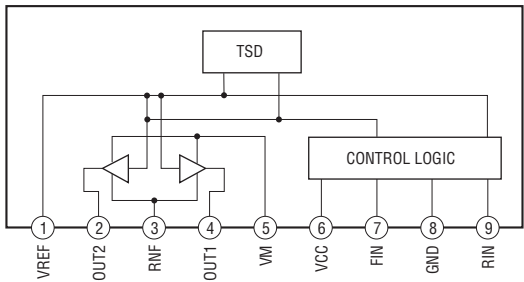 TSD
CONTROL LOGIC
1 2 3 4 5 6 7 8 9
VREF OUT2 RNF OUT1 VM VCC FIN GND RIN